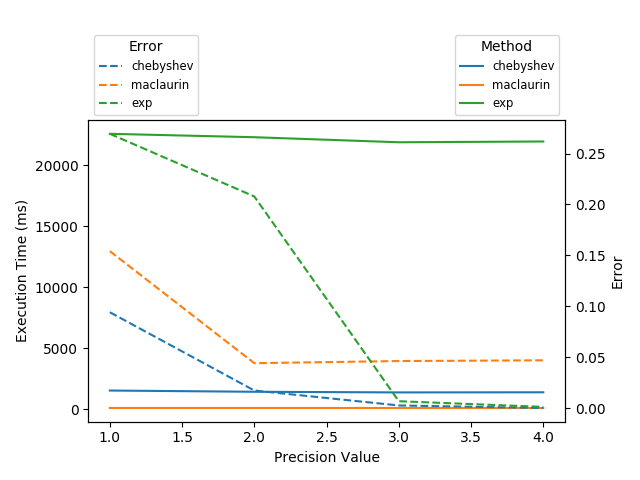 Error
chebyshev
maclaurin
exp
Method
chebyshev
maclaurin
exp
Execution Time (ms)
20000
15000
10000
5000
0
0.25
0.20
0.15
0.10
0.05
0.00
Error
1.0 1.5 2.0 2.5 3.0 3.5 4.0
Precision Value